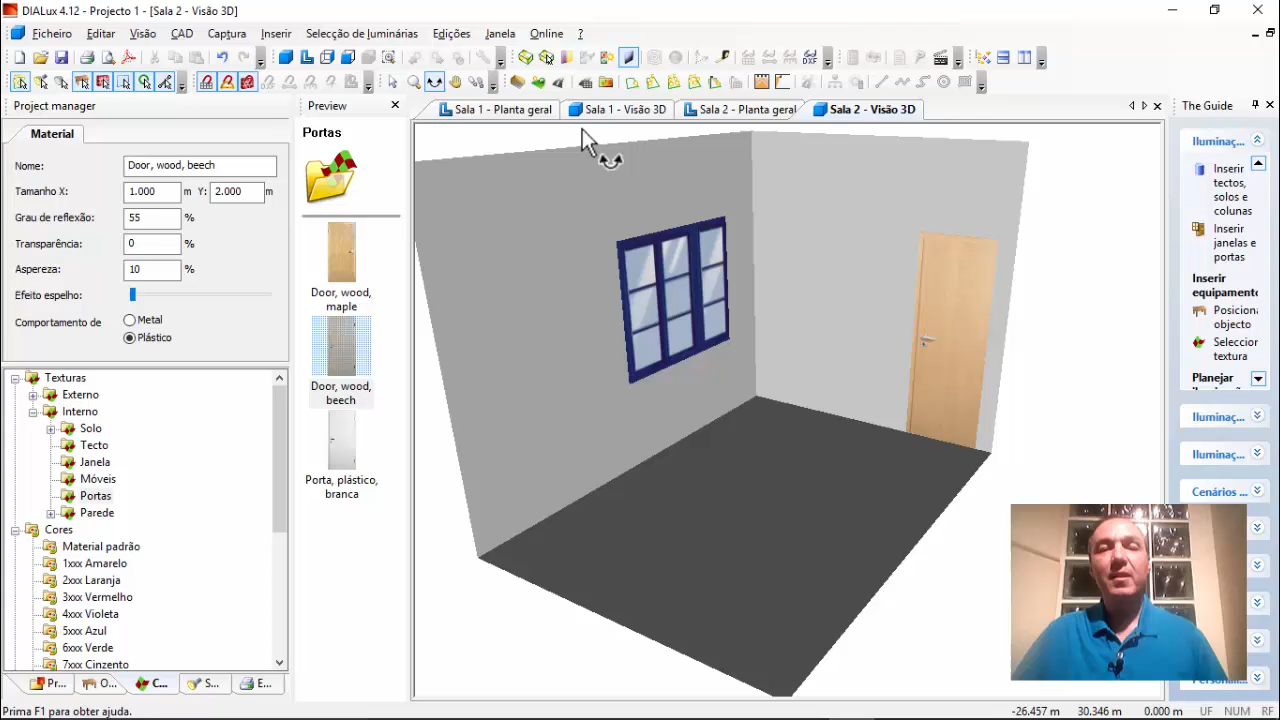 DIALux 4.12 - Projecto 1 - [Sala 2 - Visão 3D]
Ficheiro Editar Visão CAD Captura Inserir Selecção de luminárias Edições Janela Online ?
DXF
Project manager
Preview
Sala 1 - Planta geral
Sala 1 - Visão 3D
Sala 2 - Planta geral
Sala 2 - Visão 3D
The Guide
Material
Nome: Door, wood, beech
Tamanho X: 1.000 m Y: 2.000 m
Grau de reflexão: 55 %
Transparência: 0 %
Aspereza: 10 %
Efeito espelho:
Comportamento de
Metal
Plástico
Texturas
Externo
Interno
Solo
Tecto
Janela
Móveis
Portas
Parede
Cores
Material padrão
1xxx Amarelo
2xxx Laranja
3xxx Vermelho
4xxx Violeta
5xxx Azul
6xxx Verde
7xxx Cinzento
Pr...
O...
C...
S...
E...
Portas
Door, wood,
maple
Door, wood,
beech
Porta, plástico,
branca
Iluminaç...
Inserir
tectos,
solos e
colunas
Inserir
janelas e
portas
Inserir
equipamento
Posiciona
objecto
Seleccior
textura
Planejar
Iluminaç...
Iluminaç...
Cenários ...
Prima F1 para obter ajuda.
-26.457 m 30.346 m 0.000 m UF NUM RF